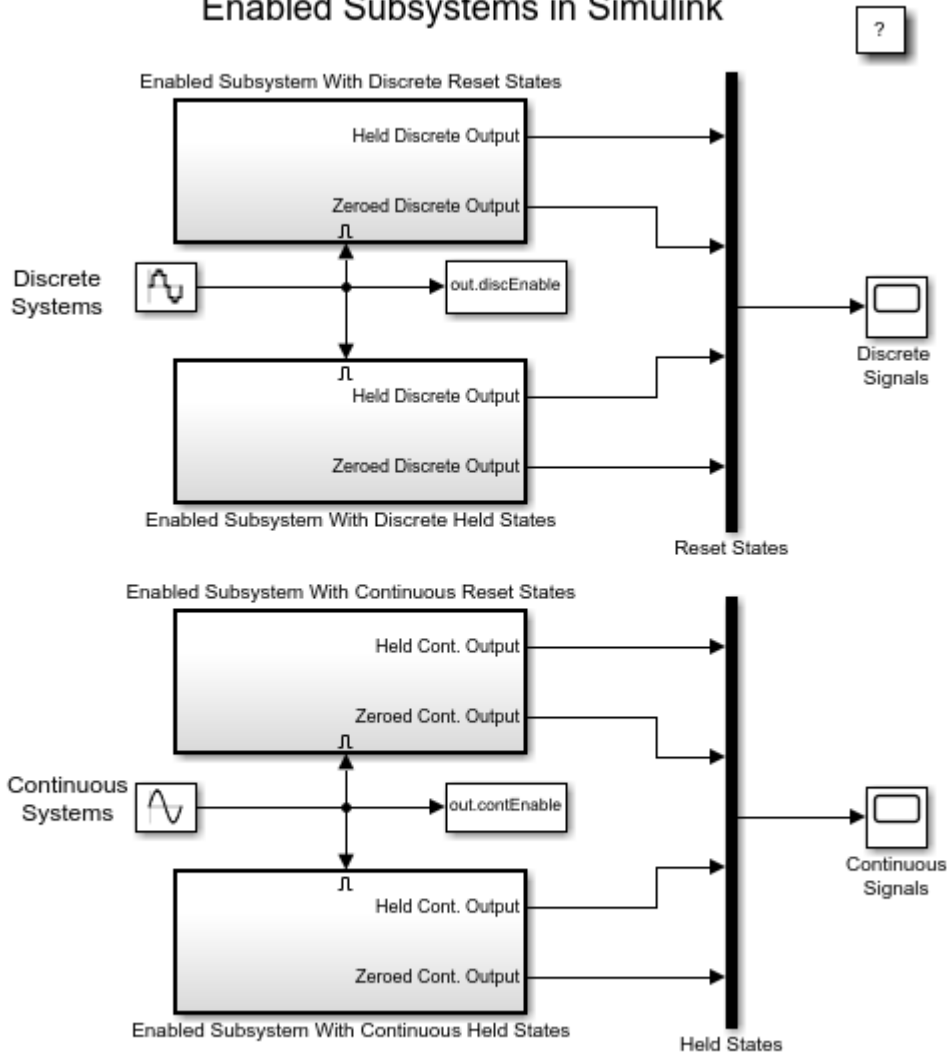 Enabled Subsystems in Simulink
?
Enabled Subsystem With Discrete Reset States
Held Discrete Output
Zeroed Discrete Output
Discrete
Systems
out.discEnable
Held Discrete Output
Zeroed Discrete Output
Enabled Subsystem With Discrete Held States
Discrete
Signals
Reset States
Enabled Subsystem With Continuous Reset States
Held Cont. Output
Zeroed Cont. Output
Continuous
Systems
out.contEnable
Held Cont. Output
Zeroed Cont. Output
Enabled Subsystem With Continuous Held States
Continuous
Signals
Held States